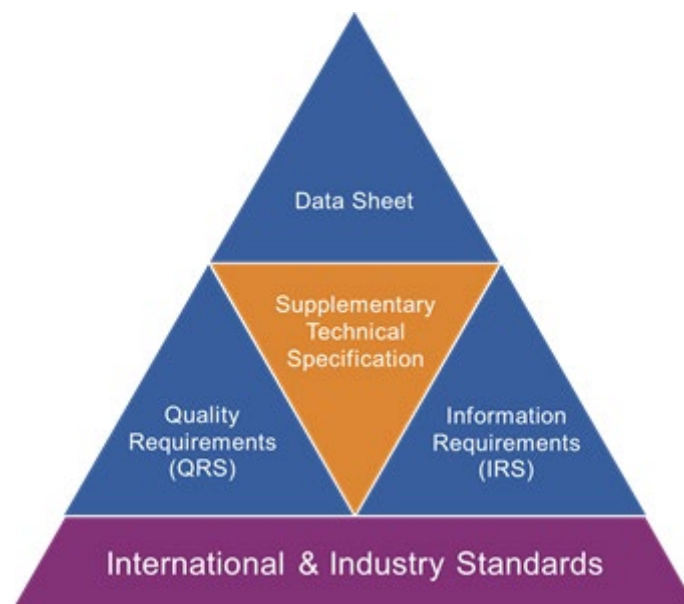 Data Sheet
Supplementary
Technical
Specification
Quality
Requirements
(QRS)
Information
Requirements
(IRS)
International & Industry Standards